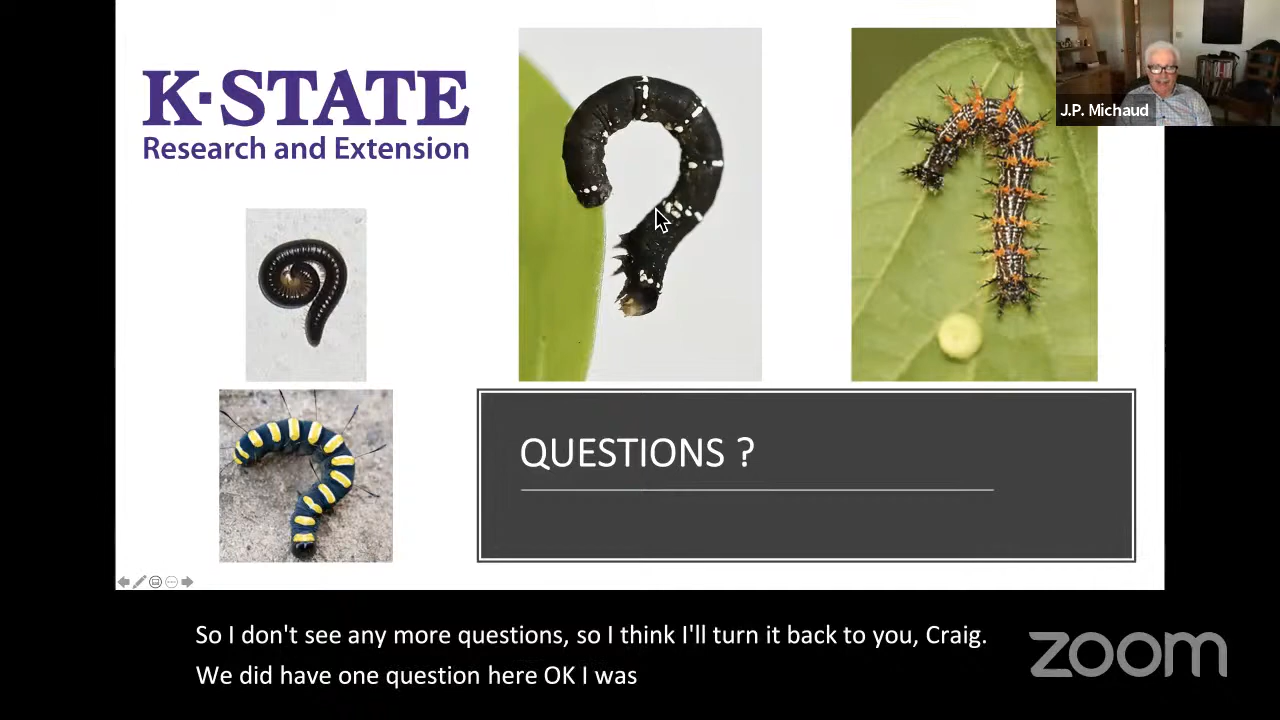 K·STATE
Research and Extension
J.P. Michaud
QUESTIONS ?
So I don't see any more questions, so I think I'll turn it back to you, Craig.
We did have one question here OK I was
zoom